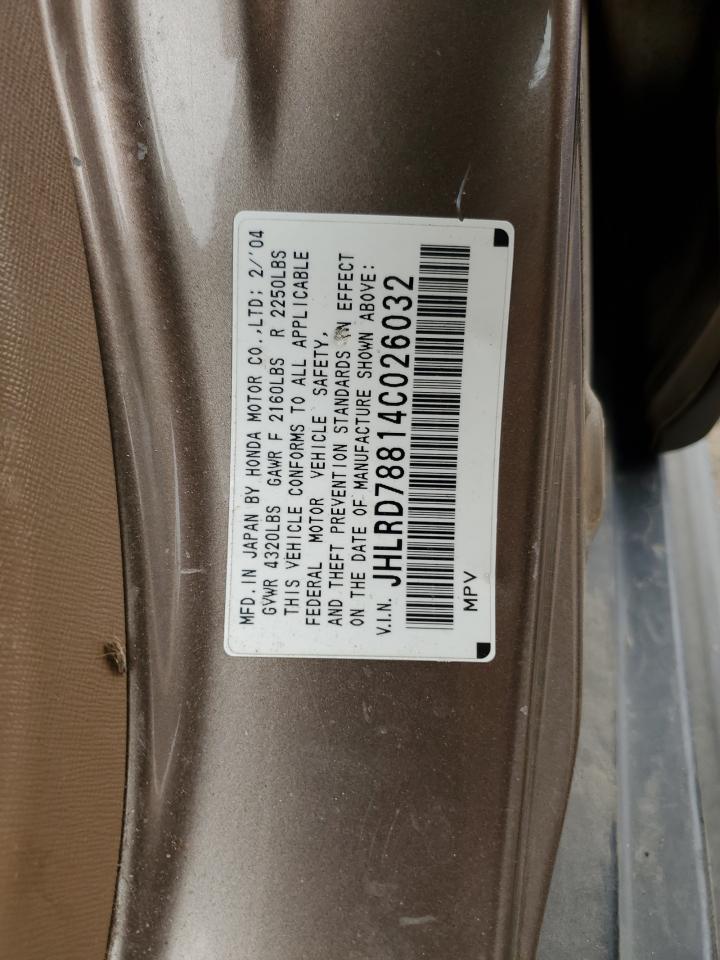 MFD.IN JAPAN BY HONDA MOTOR CO.,LTD; 2/'04
GVWR 4320LBS GAWR F 2160LBS R 2250LBS
THIS VEHICLE CONFORMS TO ALL APPLICABLE
FEDERAL MOTOR VEHICLE SAFETY,
AND THEFT PREVENTION STANDARDS IN EFFECT
ON THE DATE OF MANUFACTURE SHOWN ABOVE:
V.I.N. JHLRD78814C026032
MPV